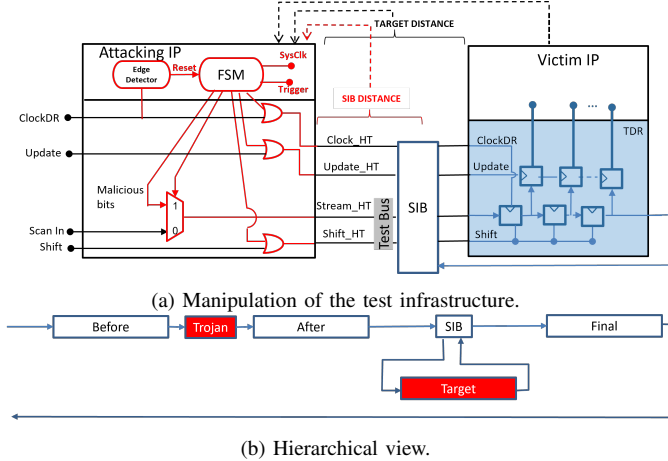 TARGET DISTANCE
Attacking IP
SysClk
Victim IP
Edge
Detector
Reset
FSM
Trigger
...
SIB DISTANCE
TDR
ClockDR
Clock_HT
ClockDR
Update
Update_HT
Update
Malicious
bits
1
Stream_HT
Test Bus
SIB
Scan In
0
Shift_HT
Shift
Shift
(a) Manipulation of the test infrastructure.
Before
Trojan
After
SIB
Final
Target
(b) Hierarchical view.